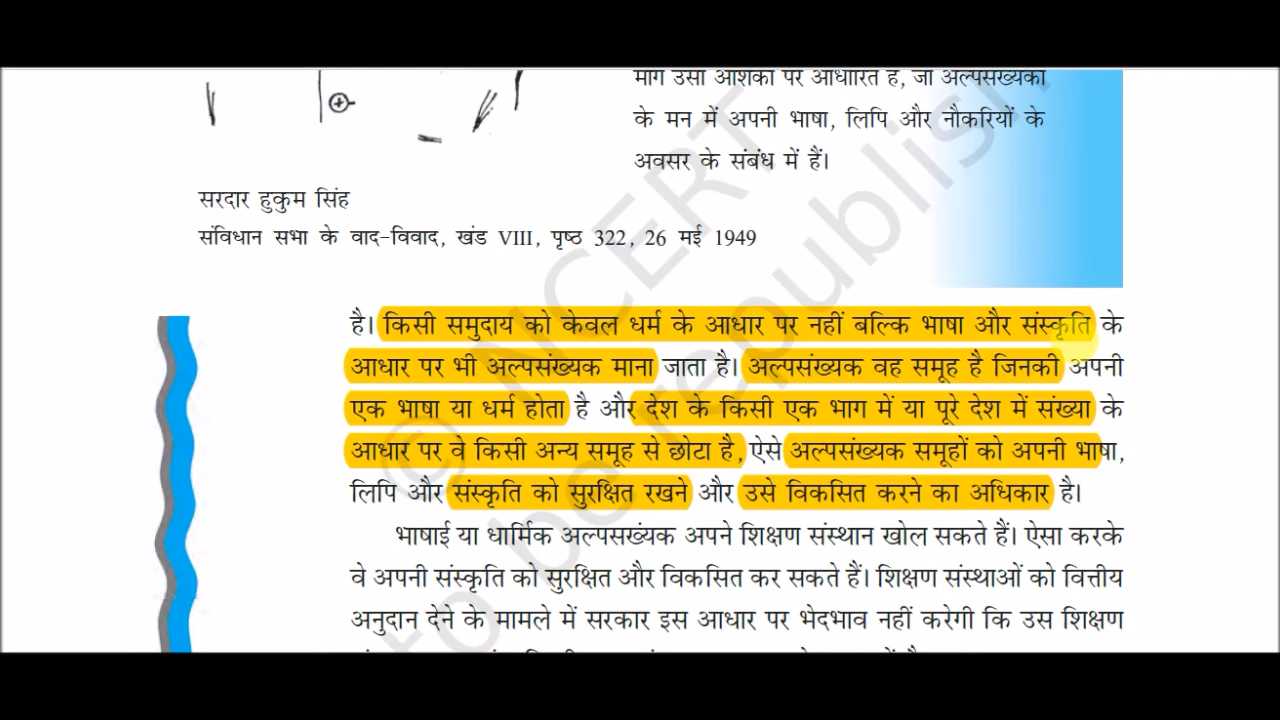 माँग उसी आशंका पर आधारित है, जो अल्पसंख्यकों
के मन में अपनी भाषा, लिपि और नौकरियों के
अवसर के संबंध में हैं।
सरदार हुकुम सिंह
संविधान सभा के वाद-विवाद, खंड VIII, पृष्ठ 322, 26 मई 1949
है। किसी समुदाय को केवल धर्म के आधार पर नहीं बल्कि भाषा और संस्कृति के
आधार पर भी अल्पसंख्यक माना जाता है। अल्पसंख्यक वह समूह है जिनकी अपनी
एक भाषा या धर्म होता है और देश के किसी एक भाग में या पूरे देश में संख्या के
आधार पर वे किसी अन्य समूह से छोटा है, ऐसे अल्पसंख्यक समूहों को अपनी भाषा,
लिपि और संस्कृति को सुरक्षित रखने और उसे विकसित करने का अधिकार है।
भाषाई या धार्मिक अल्पसंख्यक अपने शिक्षण संस्थान खोल सकते हैं। ऐसा करके
वे अपनी संस्कृति को सुरक्षित और विकसित कर सकते हैं। शिक्षण संस्थाओं को वित्तीय
अनुदान देने के मामले में सरकार इस आधार पर भेदभाव नहीं करेगी कि उस शिक्षण
© NCERT
to be republish